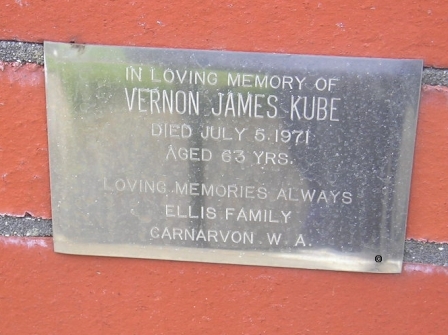 IN LOVING MEMORY OF
VERNON JAMES KUBE
DIED JULY 5.1971
AGED 63 YRS.
LOVING MEMORIES ALWAYS
ELLIS FAMILY
CARNARVON W. A.